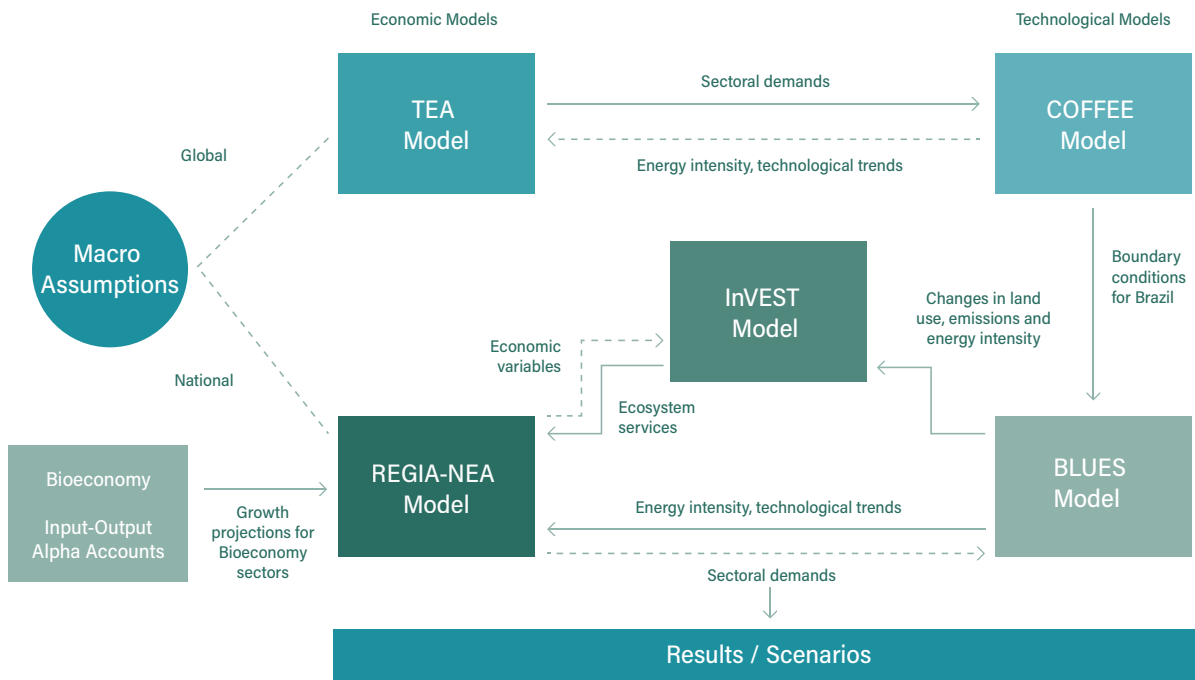 Economic Models
Technological Models
TEA
Model
Sectoral demands
Energy intensity, technological trends
COFFEE
Model
Global
Macro
Assumptions
National
InVEST
Model
Boundary
conditions
for Brazil
Changes in land
use, emissions and
energy intensity
Economic
variables
Ecosystem
services
Bioeconomy
Input-Output
Alpha Accounts
Growth
projections for
Bioeconomy
sectors
REGIA-NEA
Model
Energy intensity, technological trends
Sectoral demands
BLUES
Model
Results / Scenarios